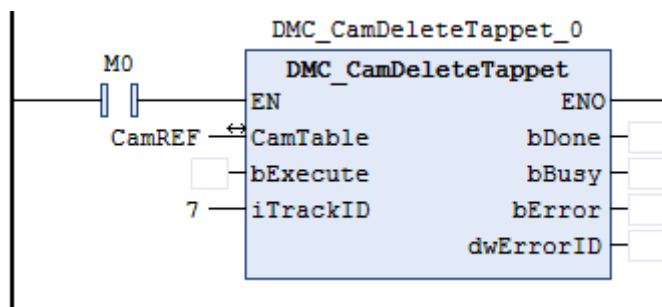 DMC_CamDeleteTappet_0
M0
DMC_CamDeleteTappet
EN ENO
CamREF CamTable bDone
bExecute bBusy
7 iTrackID bError
dwErrorID